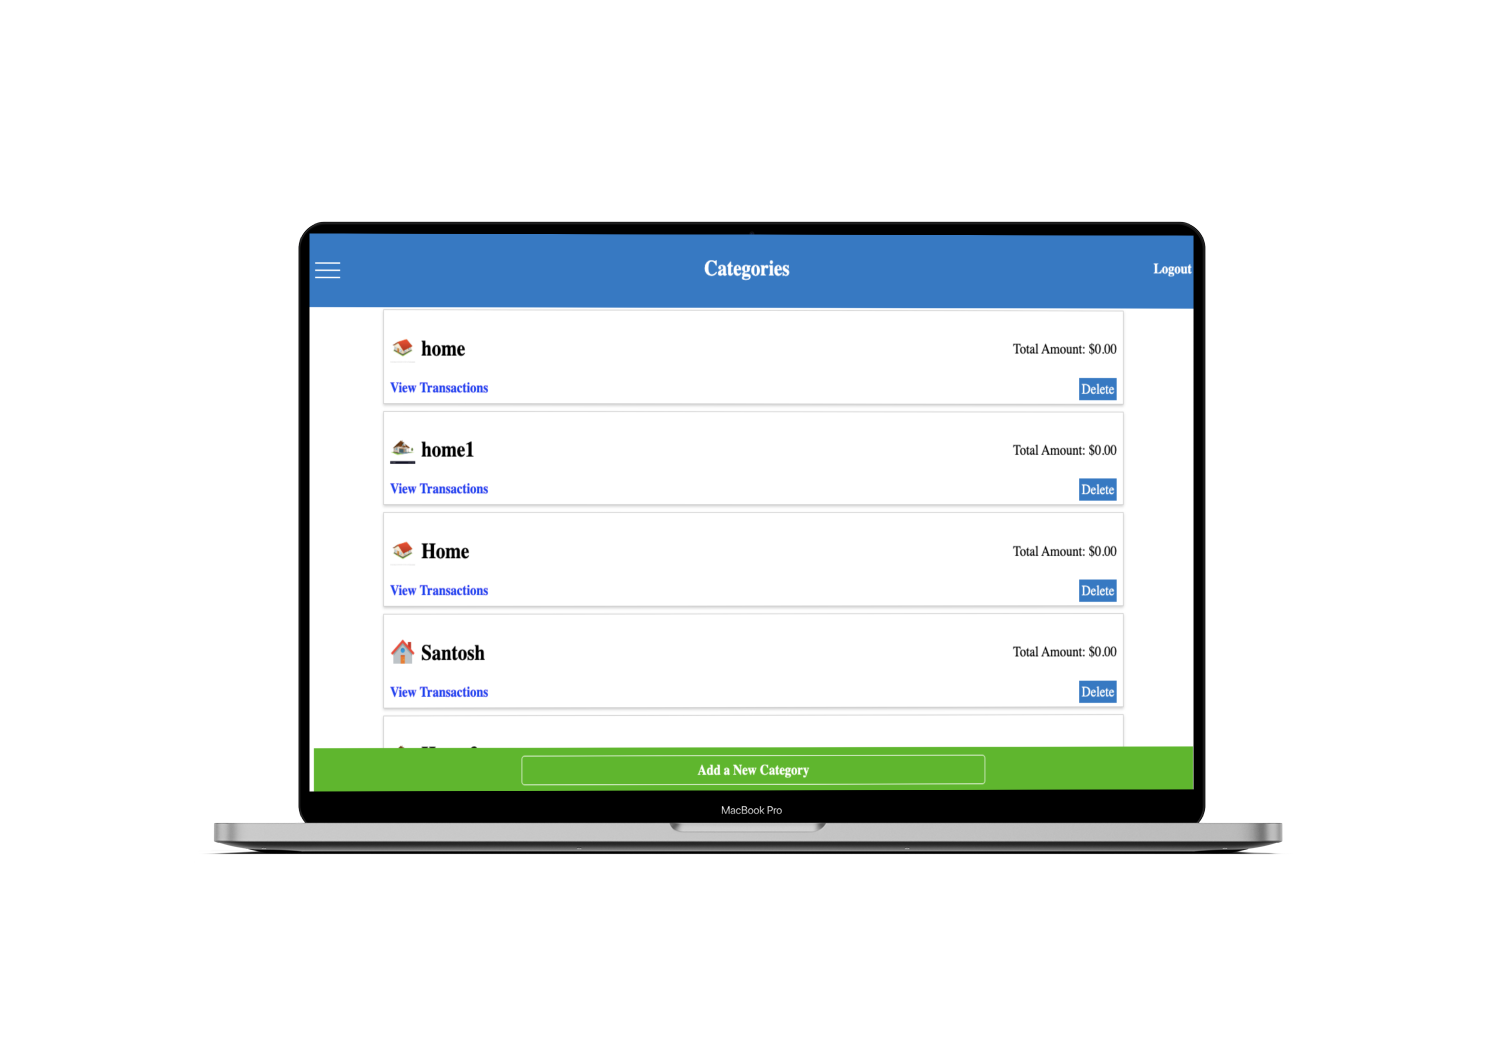 Categories
Logout
home
Total Amount: $0.00
View Transactions
Delete
home1
Total Amount: $0.00
View Transactions
Delete
Home
Total Amount: $0.00
View Transactions
Delete
Santosh
Total Amount: $0.00
View Transactions
Delete
Add a New Category
MacBook Pro